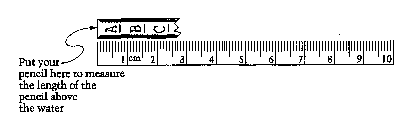 A B C
1 cm 2 3 4 5 6 7 8 9 10
Put your
pencil here to measure
the length of the
pencil above
the water